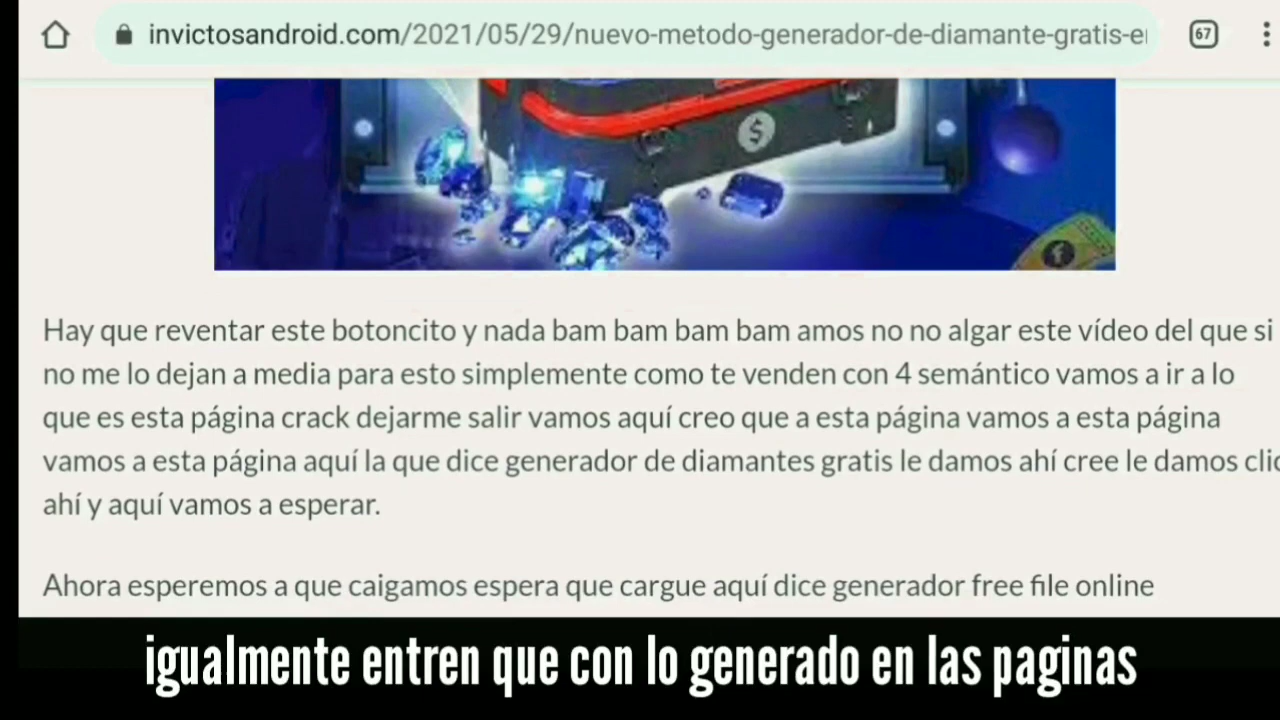 invictosandroid.com/2021/05/29/nuevo-metodo-generador-de-diamante-gratis-e
67
$
Hay que reventar este botoncito y nada bam bam bam bam amos no no algar este vídeo del que si
no me lo dejan a media para esto simplemente como te venden con 4 semántico vamos a ir a lo
que es esta página crack dejarme salir vamos aquí creo que a esta página vamos a esta página
vamos a esta página aquí la que dice generador de diamantes gratis le damos ahí cree le damos clic
ahí y aquí vamos a esperar.
Ahora esperemos a que caigamos espera que cargue aquí dice generador free file online
igualmente entren que con lo generado en las paginas